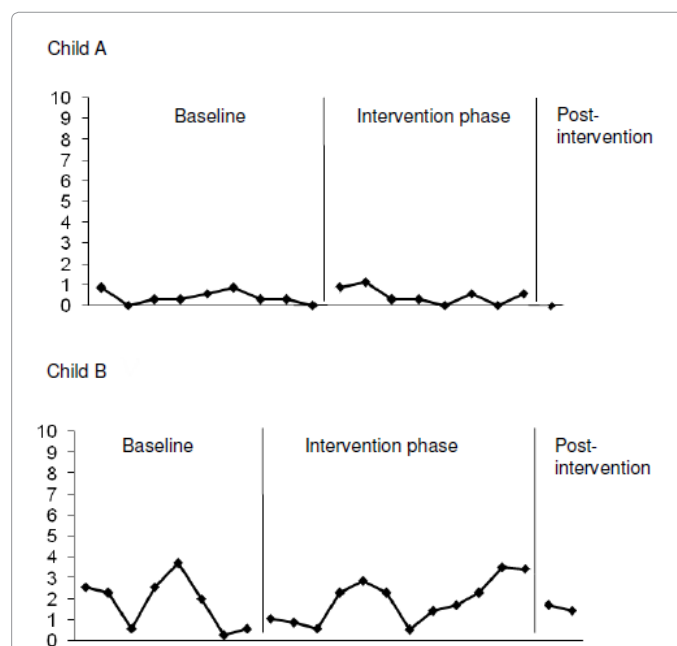 Child A
10
9
8
7
6
5
4
3
2
1
0
Baseline
Intervention phase
Post-
intervention
Child B
10
9
8
7
6
5
4
3
2
1
0
Baseline
Intervention phase
Post-
intervention